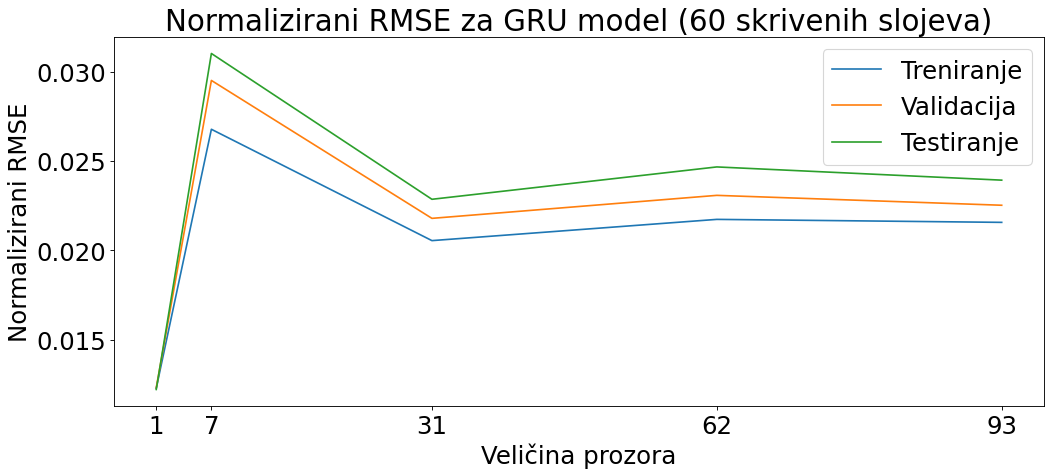 Normalizirani RMSE za GRU model (60 skrivenih slojeva)
Normalizirani RMSE
0.030
0.025
0.020
0.015
Treniranje
Validacija
Testiranje
1 7 31 62 93
Veličina prozora